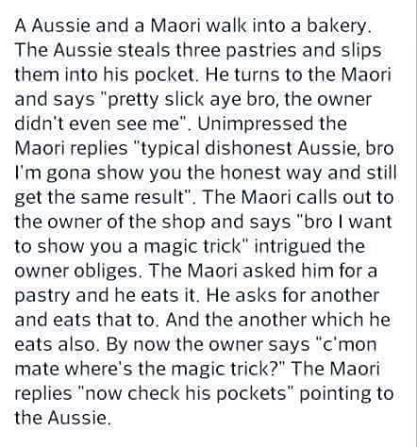 A Aussie and a Maori walk into a bakery.
The Aussie steals three pastries and slips
them into his pocket. He turns to the Maori
and says "pretty slick aye bro, the owner
didn't even see me". Unimpressed the
Maori replies "typical dishonest Aussie, bro
I'm gona show you the honest way and still
get the same result". The Maori calls out to
the owner of the shop and says "bro I want
to show you a magic trick" intrigued the
owner obliges. The Maori asked him for a
pastry and he eats it. He asks for another
and eats that to. And the another which he
eats also. By now the owner says "c'mon
mate where's the magic trick?" The Maori
replies "now check his pockets" pointing to
the Aussie.